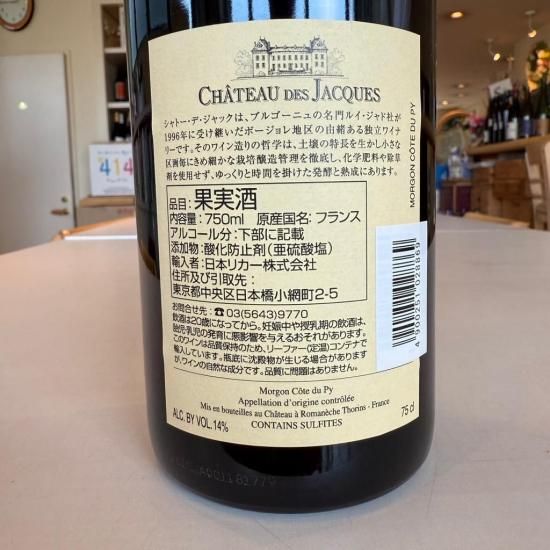 CHÂTEAU DES JACQUES
シャトー・デ・ジャックは、ブルゴーニュの名門ルイ・ジャド社が
1996年に受け継いだボージョレ地区の由緒ある独立ワイナ
リーです。そのワイン造りの哲学は、土壌の特長を生かし小さな
区画毎にきめ細かな栽培醸造管理を徹底し、化学肥料や除草
剤を使用せず、ゆっくりと時間を掛けた発酵と熟成にあります。
品目:果実酒
内容量:750ml 原産国名:フランス
アルコール分:下部に記載
添加物:酸化防止剤(亜硫酸塩)
輸入者:日本リカー株式会社
住所及び引取先:
東京都中央区日本橋小網町2-5
☎03(5643)9770
飲酒は20歳になってから。妊娠中や授乳期の飲酒は、
胎児・乳児の発育に悪影響を与えるおそれがあります。
このワインは品質保持のため、リーファー(定温)コンテナで
輸入しています。瓶底に沈殿物が生じる場合があります
が、ワインの自然な成分です。品質に問題はありません。
Morgon Côte du Py
Appellation d'origine contrôlée
Mis en bouteilles au Château à Romanèche Thorins - France
CONTAINS SULFITES
ALC. BY VOL. 14%
75 cl
MORGON CÔTE DU PY
4 900251 028869
414